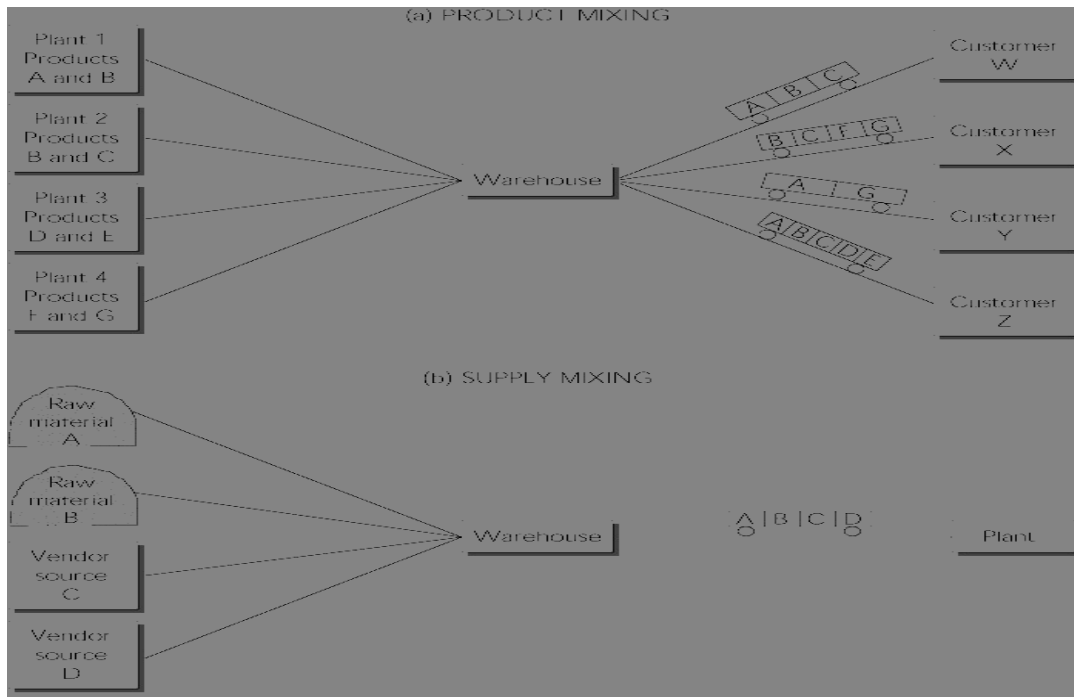 (a) PRODUCT MIXING
Plant 1
Products
A and B
Plant 2
Products
B and C
Plant 3
Products
D and E
Plant 4
Products
F and G
Warehouse
A | B | C
B | C | F | G
A | G
A | B | C | D | E
Customer
W
Customer
X
Customer
Y
Customer
Z
(b) SUPPLY MIXING
Raw
material
A
Raw
material
B
Vendor
source
C
Vendor
source
D
Warehouse
A | B | C | D
Plant